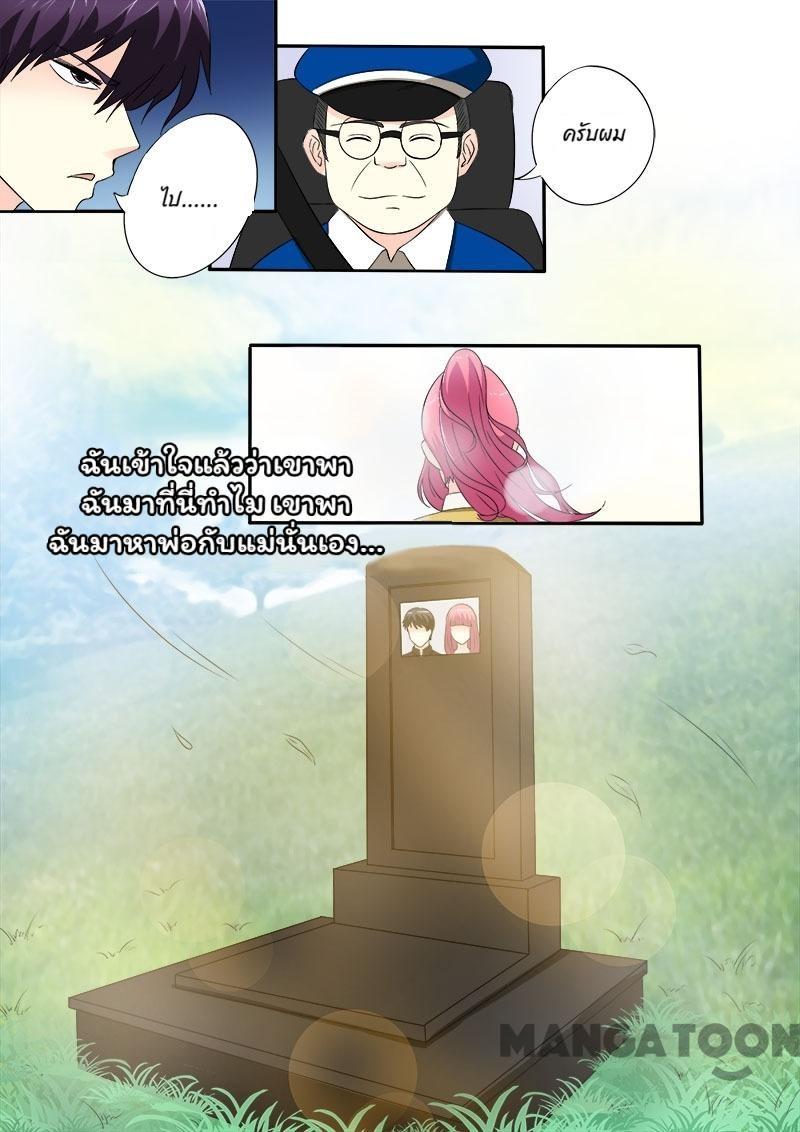 ไป......
ครับผม
ฉันเข้าใจแล้วว่าเขาพา
ฉันมาที่นี่ทำไม เขาพา
ฉันมาหาพ่อกับแม่นั่นเอง...
MANGATOON